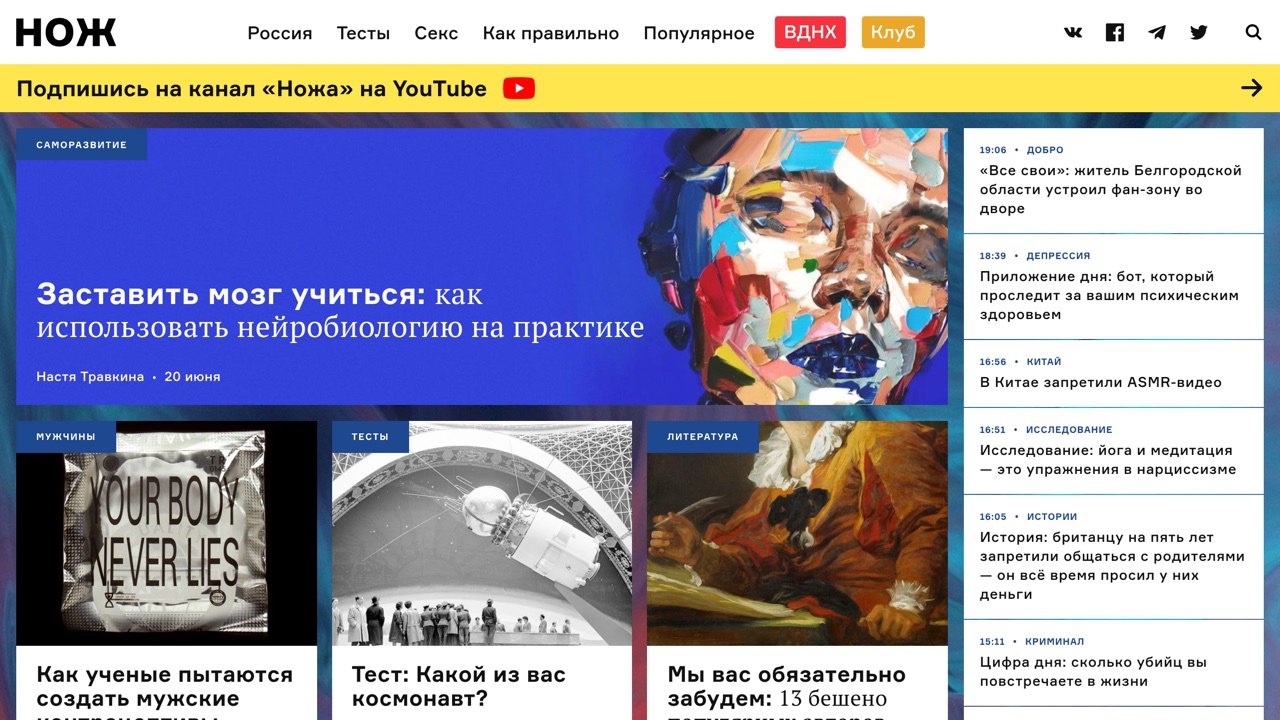 НОЖ
Россия Тесты Секс Как правильно Популярное ВДНХ Клуб
Подпишись на канал «Ножа» на YouTube
САМОРАЗВИТИЕ
Заставить мозг учиться: как
использовать нейробиологию на практике
Настя Травкина • 20 июня
МУЖЧИНЫ
YOUR BODY
NEVER LIES
Как ученые пытаются
создать мужские
контрацептивы
ТЕСТЫ
Тест: Какой из вас
космонавт?
ЛИТЕРАТУРА
Мы вас обязательно
забудем: 13 бешено
популярных авторов
19:06 • ДОБРО
«Все свои»: житель Белгородской
области устроил фан-зону во
дворе
18:39 • ДЕПРЕССИЯ
Приложение дня: бот, который
проследит за вашим психическим
здоровьем
16:56 • КИТАЙ
В Китае запретили ASMR-видео
16:51 • ИССЛЕДОВАНИЕ
Исследование: йога и медитация
— это упражнения в нарциссизме
16:05 • ИСТОРИИ
История: британцу на пять лет
запретили общаться с родителями
— он всё время просил у них
деньги
15:11 • КРИМИНАЛ
Цифра дня: сколько убийц вы
повстречаете в жизни